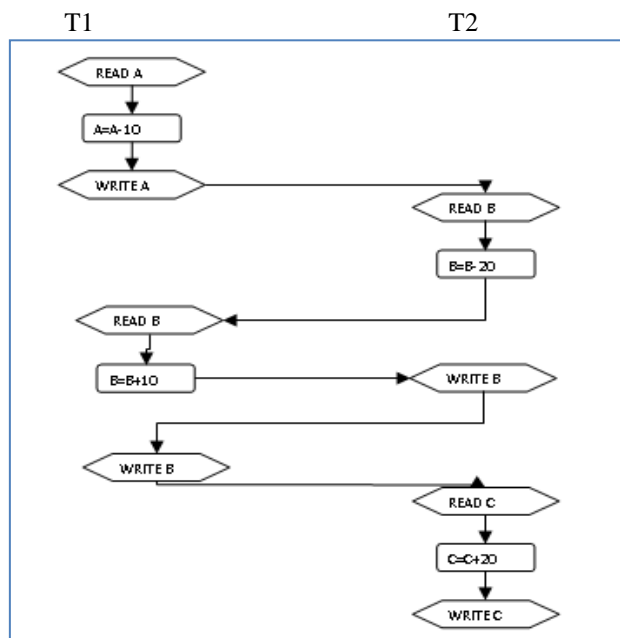 T1 T2
READ A
A=A-10
WRITE A
READ B
B=B-20
READ B
B=B+10
WRITE B
WRITE B
READ C
C=C+20
WRITE C